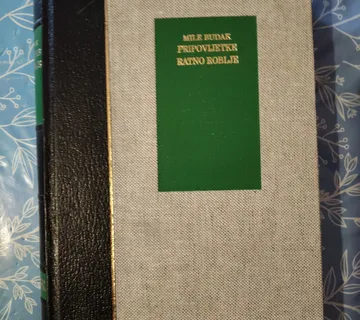 MILE BUDAK
PRIPOVIJETKE
RATNO ROBLJE